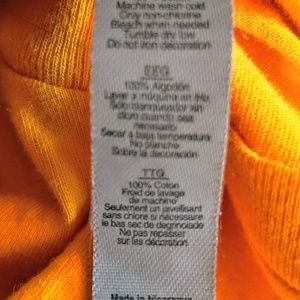 Machine wash cold
Only non-chlorine
Bleach when needed
Tumble dry low
Do not iron decoration
EEG
100% Algodón
Lavar a máquina en frío
Solo blanqueador sin
cloro cuando sea
necesario
Secar a baja temperatura
No planche
Sobre la decoración
TTG
100% Coton
Froid de lavage
de machine
Seulement un javellisant
sans chlore si nécessaire
le bas de sec de degringolade
Ne pas repasser
sur les décoration
Made in Nicaragua